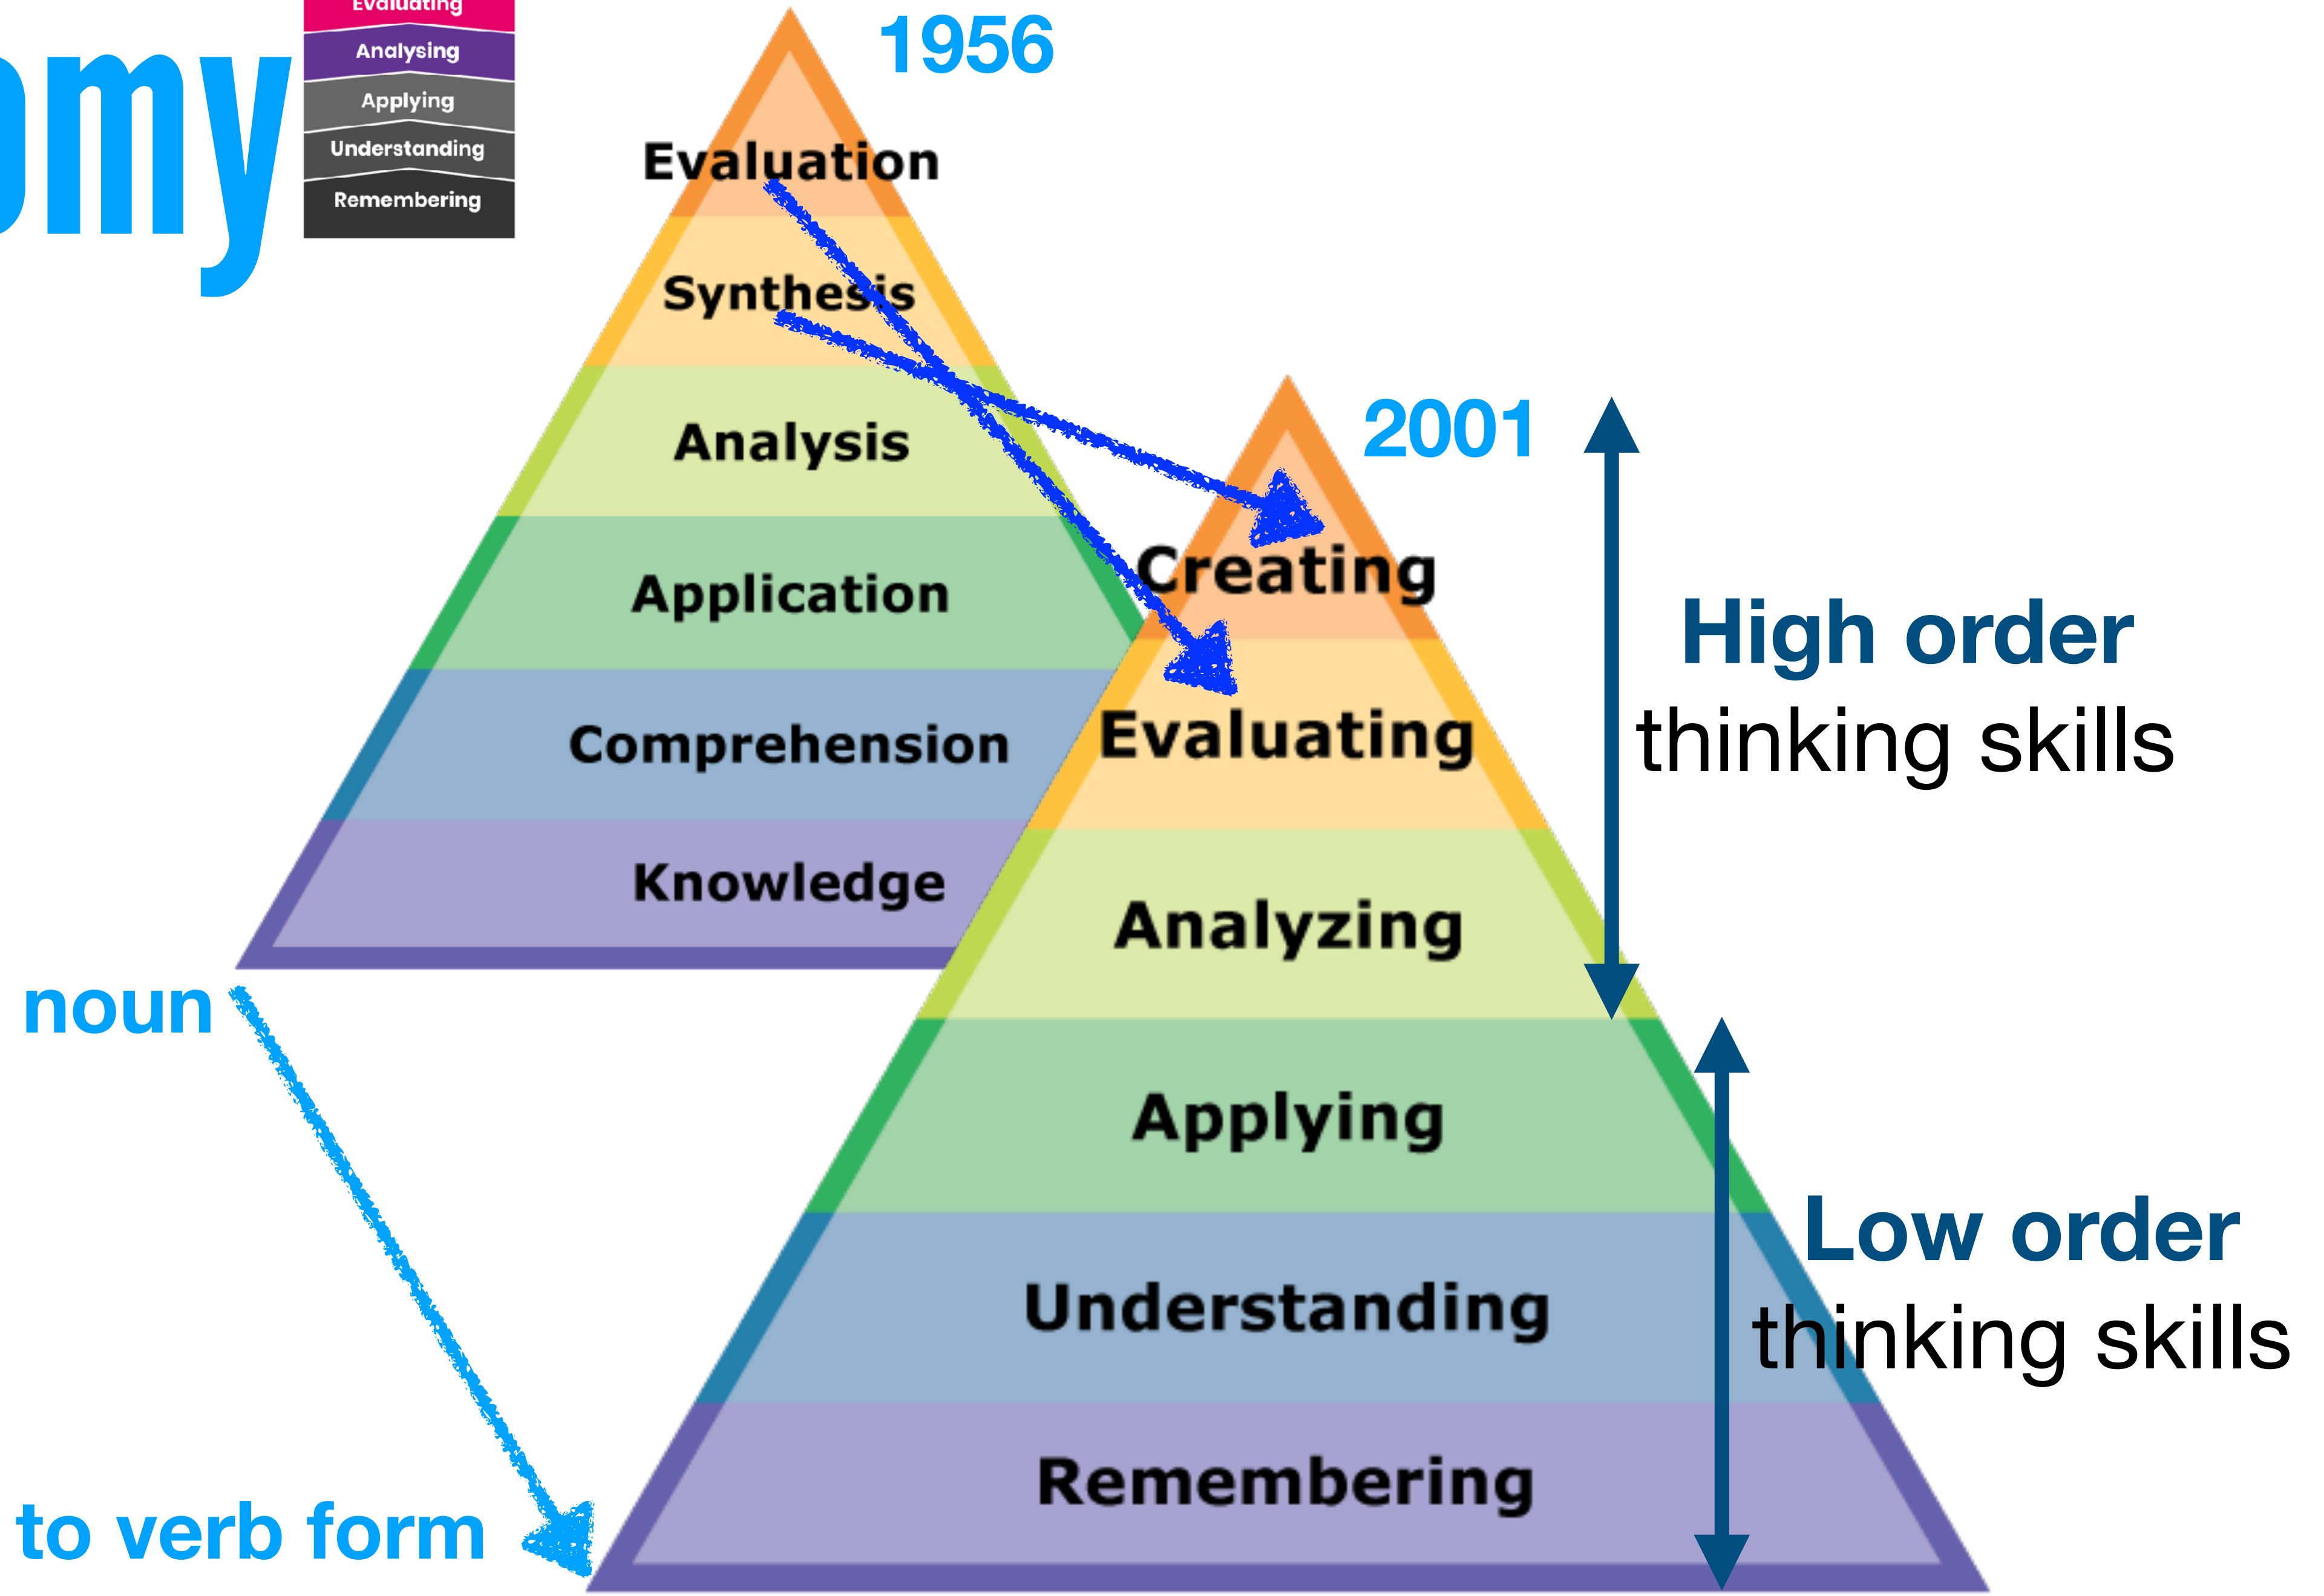 omy
Evaluating
Analysing
Applying
Understanding
Remembering
1956
Evaluation
Synthesis
Analysis
Application
Comprehension
Knowledge
2001
Creating
Evaluating
Analyzing
Applying
Understanding
Remembering
High order
thinking skills
Low order
thinking skills
noun
to verb form